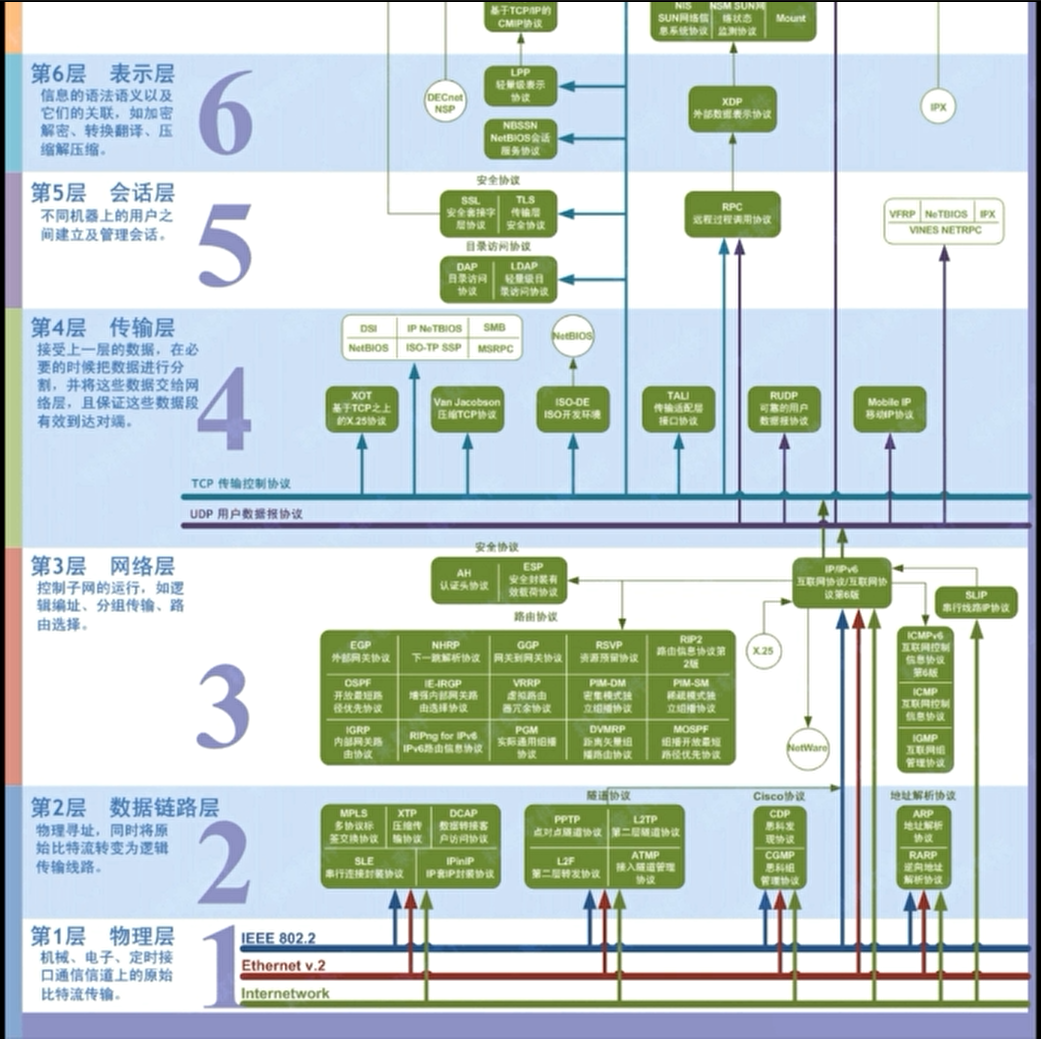 基于TCP/IP的
CMIP协议
NIS
SUN网络信
息系统协议
NSM SUN网
络状态
监测协议
Mount
第6层 表示层
信息的语法语义以及
它们的关联，如加密
解密、转换翻译、压
缩解压缩。
6
DECnet
NSP
LPP
轻量级表示
协议
NBSSN
NetBIOS会话
服务协议
XDP
外部数据表示协议
IPX
第5层 会话层
不同机器上的用户之
间建立及管理会话。
5
安全协议
SSL
安全套接字
层协议
TLS
传输层
安全协议
目录访问协议
DAP
目录访问
协议
LDAP
轻量级目
录访问协议
RPC
远程过程调用协议
VFRP
NeTBIOS
IPX
VINES NETRPC
第4层 传输层
接受上一层的数据，在必
要的时候把数据进行分
割，并将这些数据交给网
络层，且保证这些数据段
有效到达对端。
4
DSI
IP NeTBIOS
SMB
NetBIOS
ISO-TP SSP
MSRPC
NetBIOS
XOT
基于TCP之上
的X.25协议
Van Jacobson
压缩TCP协议
ISO-DE
ISO开发环境
TALI
传输适配层
接口协议
RUDP
可靠的用户
数据报协议
Mobile IP
移动IP协议
TCP 传输控制协议
UDP 用户数据报协议
第3层 网络层
控制子网的运行，如逻
辑编址、分组传输、路
由选择。
3
安全协议
AH
认证头协议
ESP
安全封装有
效载荷协议
IP/IPv6
互联网协议/互联网协
议第6版
SLIP
串行线路IP协议
路由协议
EGP
外部网关协议
NHRP
下一跳解析协议
GGP
网关到网关协议
RSVP
资源预留协议
RIP2
路由信息协议第
2版
OSPF
开放最短路
径优先协议
IE-IRGP
增强内部网关路
由选择协议
VRRP
虚拟路由
器冗余协议
PIM-DM
密集模式独
立组播协议
PIM-SM
稀疏模式独
立组播协议
IGRP
内部网关路
由协议
RIPng for IPv6
IPv6路由信息协议
PGM
实际通用组播
协议
DVMRP
距离矢量组
播路由协议
MOSPF
组播开放最短
路径优先协议
X.25
NetWare
ICMPv6
互联网控制
信息协议
第6版
ICMP
互联网控制
信息协议
IGMP
互联网组
管理协议
第2层 数据链路层
物理寻址，同时将原
始比特流转变为逻辑
传输线路。
2
MPLS
多协议标
签交换协议
XTP
压缩传
输协议
DCAP
数据转接客
户访问协议
SLE
串行连接封装协议
IPinIP
IP套IP封装协议
隧道协议
PPTP
点对点隧道协议
L2TP
第二层隧道协议
L2F
第二层转发协议
ATMP
接入隧道管理
协议
Cisco协议
CDP
思科发
现协议
CGMP
思科组
管理协议
地址解析协议
ARP
地址解析
协议
RARP
逆向地址
解析协议
第1层 物理层
机械、电子、定时接
口通信信道上的原始
比特流传输。
1
IEEE 802.2
Ethernet v.2
Internetwork